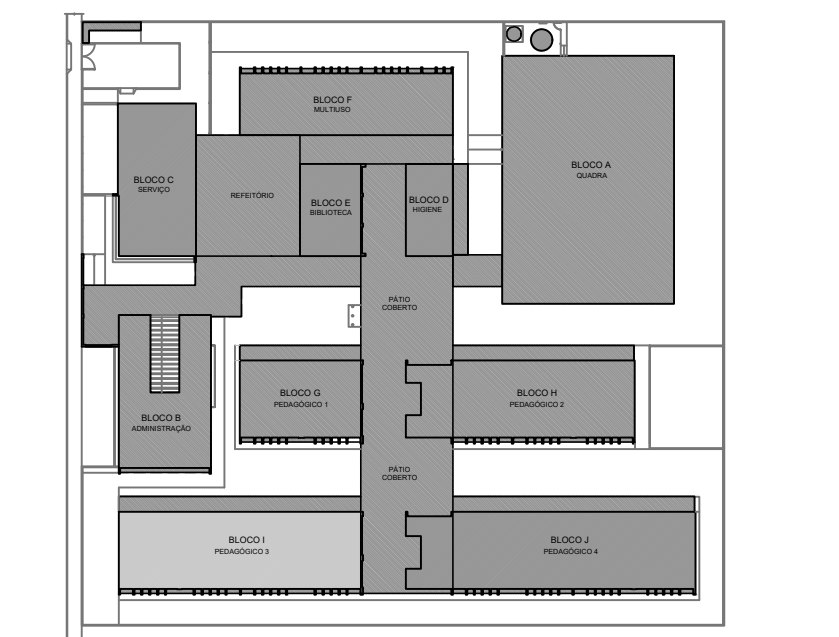 BLOCO F
MULTIUSO
BLOCO A
QUADRA
BLOCO C
SERVIÇO
REFEITÓRIO
BLOCO E
BIBLIOTECA
BLOCO D
HIGIENE
PÁTIO
COBERTO
BLOCO G
PEDAGÓGICO 1
BLOCO H
PEDAGÓGICO 2
BLOCO B
ADMINISTRAÇÃO
PÁTIO
COBERTO
BLOCO I
PEDAGÓGICO 3
BLOCO J
PEDAGÓGICO 4